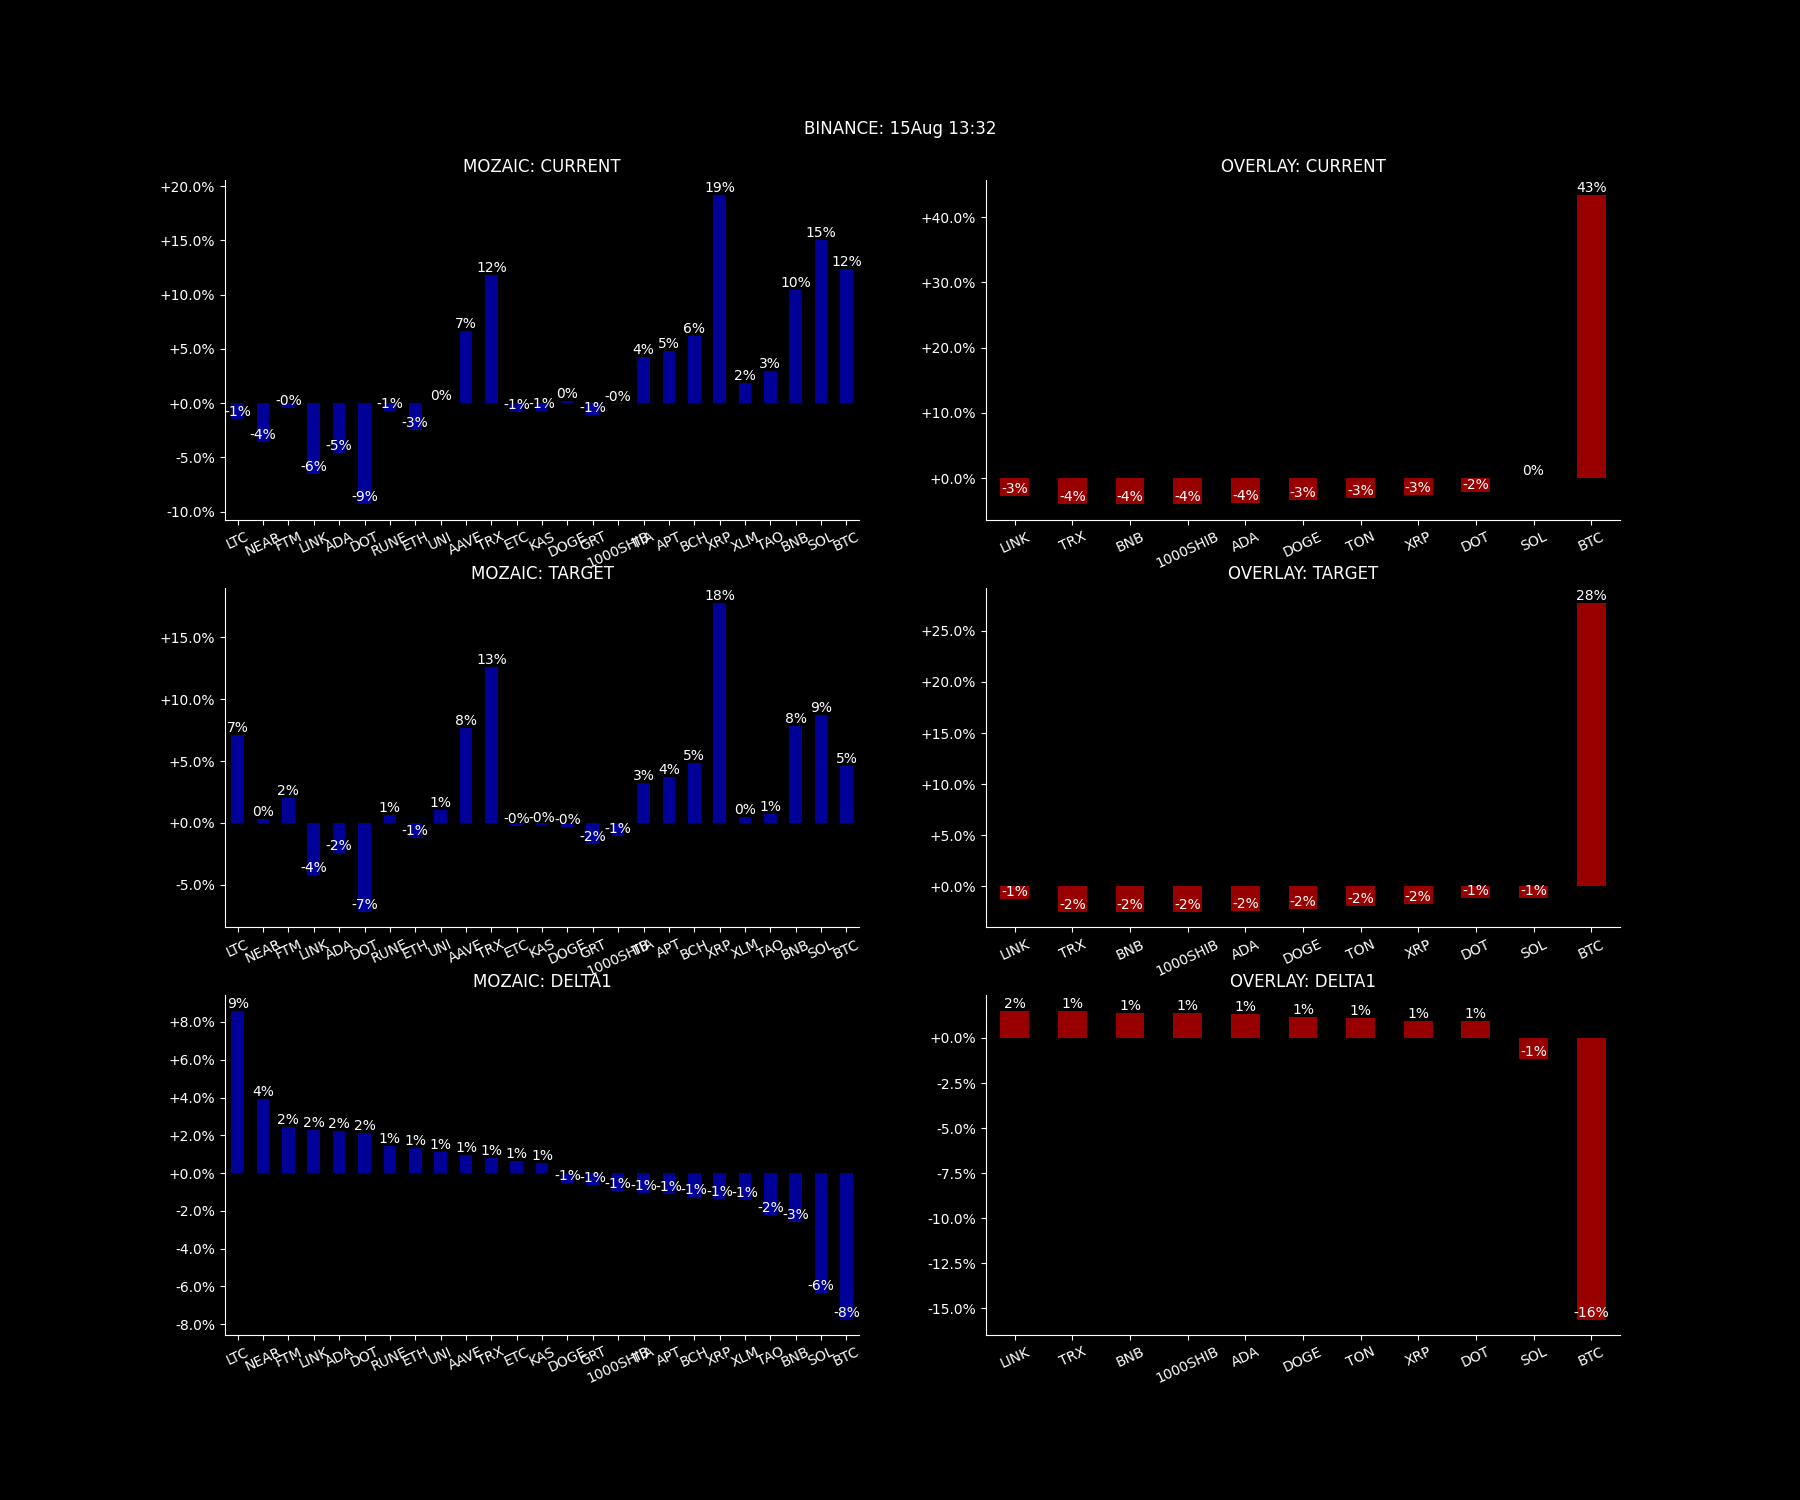 BINANCE: 15Aug 13:32
MOZAIC: CURRENT
+20.0%
+15.0%
+10.0%
+5.0%
+0.0%
-5.0%
-10.0%
-1% -4% -0% -6% -5% -9% -1% -3% 0% 7% 12% -1% -1% 0% -1% -0% 4% 5% 6% 19% 2% 3% 10% 15% 12%
LTC NEAR FTM LINK ADA DOT RUNE ETH UNI AAVE TRX ETC KAS DOGE GRT 1000SHIB TIA APT BCH XRP XLM TAO BNB SOL BTC
OVERLAY: CURRENT
+40.0%
+30.0%
+20.0%
+10.0%
+0.0%
-3% -4% -4% -4% -4% -3% -3% -3% -2% 0% 43%
LINK TRX BNB 1000SHIB ADA DOGE TON XRP DOT SOL BTC
MOZAIC: TARGET
+15.0%
+10.0%
+5.0%
+0.0%
-5.0%
7% 0% 2% -4% -2% -7% 1% -1% 1% 8% 13% -0% -0% -0% -2% -1% 3% 4% 5% 18% 0% 1% 8% 9% 5%
LTC NEAR FTM LINK ADA DOT RUNE ETH UNI AAVE TRX ETC KAS DOGE GRT 1000SHIB TIA APT BCH XRP XLM TAO BNB SOL BTC
OVERLAY: TARGET
+25.0%
+20.0%
+15.0%
+10.0%
+5.0%
+0.0%
-1% -2% -2% -2% -2% -2% -2% -2% -1% -1% 28%
LINK TRX BNB 1000SHIB ADA DOGE TON XRP DOT SOL BTC
MOZAIC: DELTA1
+8.0%
+6.0%
+4.0%
+2.0%
+0.0%
-2.0%
-4.0%
-6.0%
-8.0%
9% 4% 2% 2% 2% 2% 1% 1% 1% 1% 1% 1% 1% -1% -1% -1% -1% -1% -1% -1% -1% -2% -3% -6% -8%
LTC NEAR FTM LINK ADA DOT RUNE ETH UNI AAVE TRX ETC KAS DOGE GRT 1000SHIB TIA APT BCH XRP XLM TAO BNB SOL BTC
OVERLAY: DELTA1
+0.0%
-2.5%
-5.0%
-7.5%
-10.0%
-12.5%
-15.0%
2% 1% 1% 1% 1% 1% 1% 1% 1% -1% -16%
LINK TRX BNB 1000SHIB ADA DOGE TON XRP DOT SOL BTC